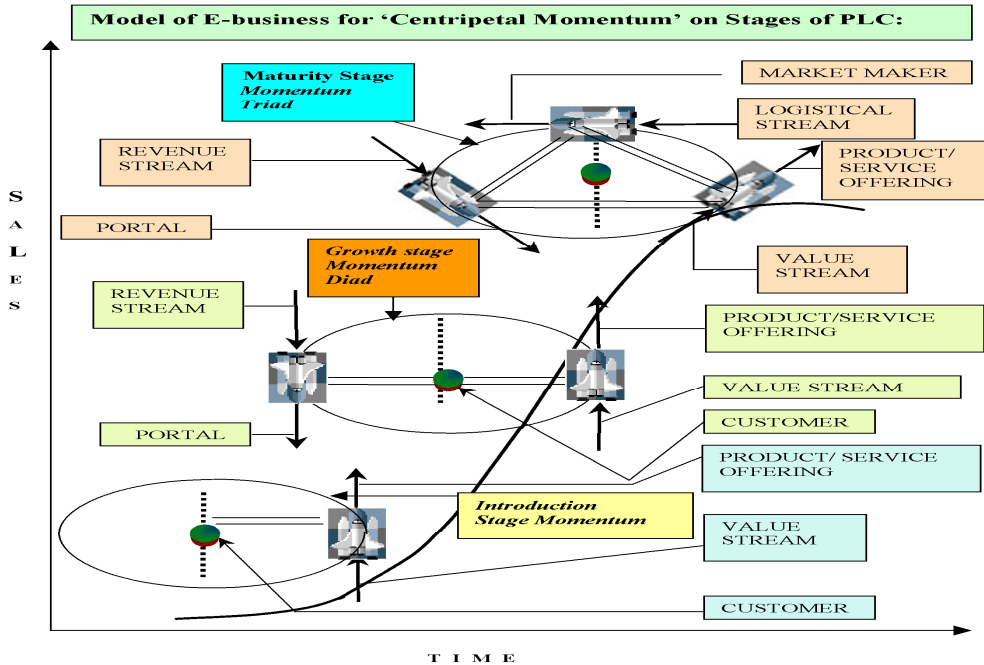 Model of E-business for ‘Centripetal Momentum’ on Stages of PLC:
Maturity Stage
Momentum
Triad
MARKET MAKER
LOGISTICAL
STREAM
REVENUE
STREAM
PRODUCT/
SERVICE
OFFERING
SALES
PORTAL
Growth stage
Momentum
Diad
VALUE
STREAM
REVENUE
STREAM
PRODUCT/SERVICE
OFFERING
VALUE STREAM
CUSTOMER
PORTAL
PRODUCT/ SERVICE
OFFERING
Introduction
Stage Momentum
VALUE
STREAM
CUSTOMER
T I M E